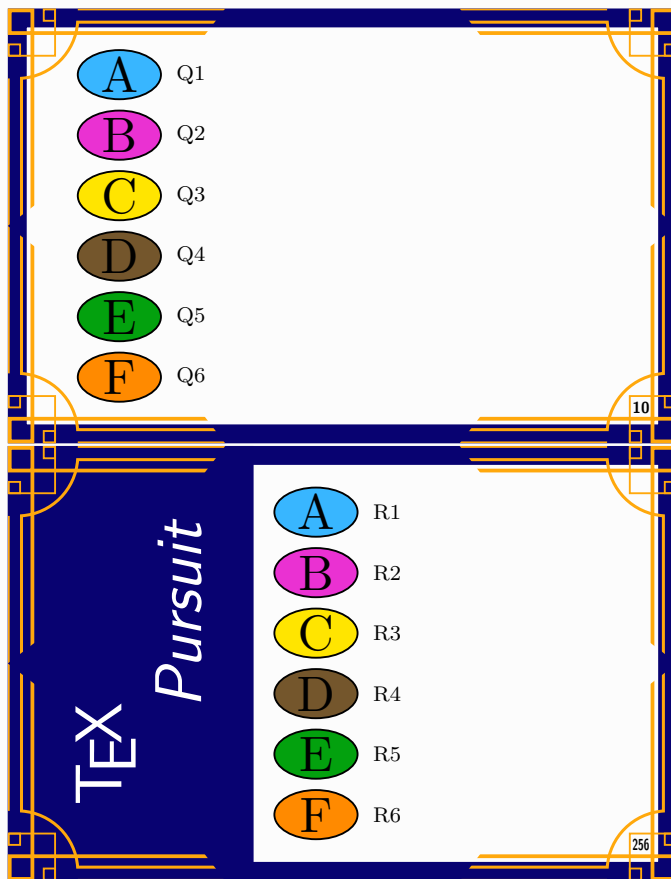 A Q1
B Q2
C Q3
D Q4
E Q5
F Q6
10
TEX
Pursuit
A R1
B R2
C R3
D R4
E R5
F R6
256